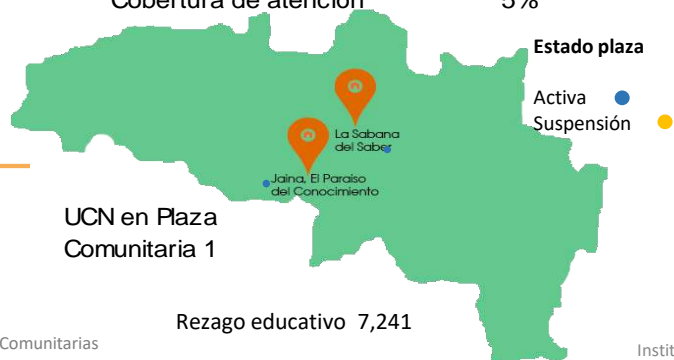 Cobertura de atención 5%
Estado plaza
Activa
Suspensión
La Sabana
del Saber
Jaina, El Paraiso
del Conocimiento
UCN en Plaza
Comunitaria 1
Rezago educativo 7,241
Comunitarias
Instit